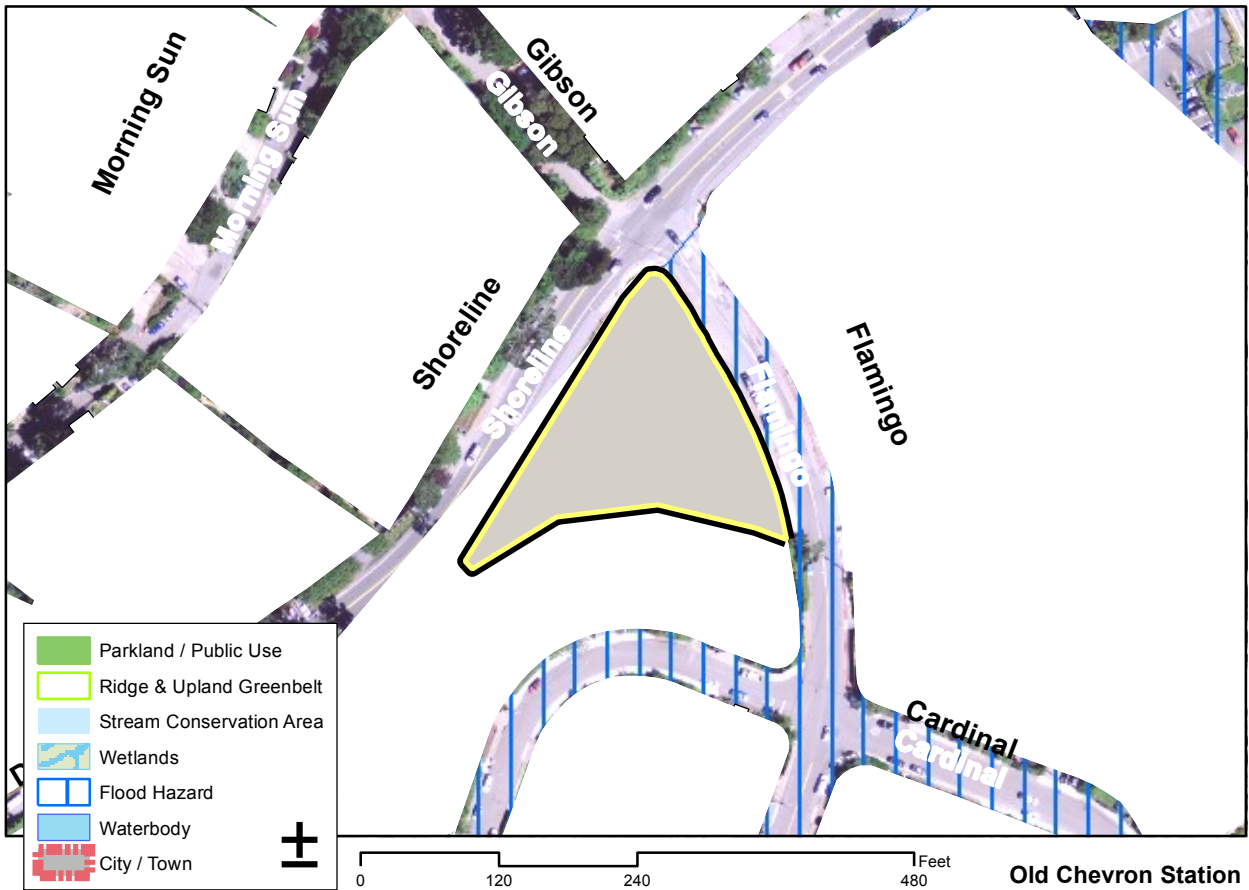 Morning Sun
Morning Sun
Gibson
Gibson
Shoreline
Shoreline
Flamingo
Flamingo
Cardinal
Cardinal
D
Parkland / Public Use
Ridge & Upland Greenbelt
Stream Conservation Area
Wetlands
Flood Hazard
Waterbody
City / Town
±
Feet
0 120 240 480
Old Chevron Station